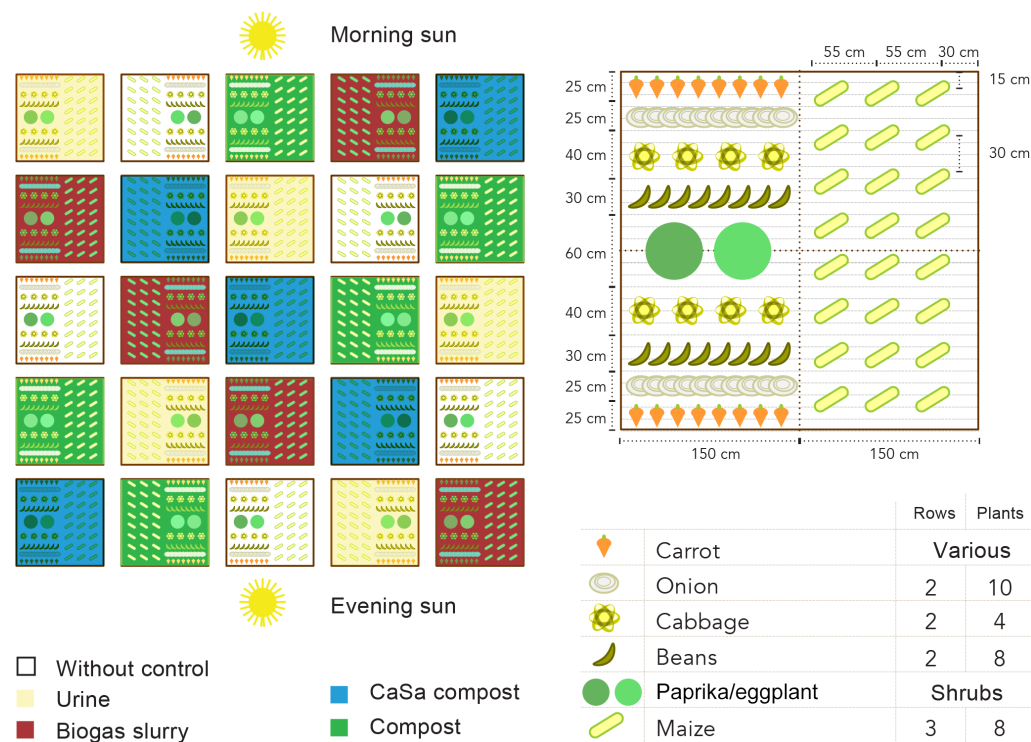 Morning sun
55 cm 55 cm 30 cm
15 cm
25 cm
25 cm
40 cm
30 cm
30 cm
60 cm
40 cm
30 cm
25 cm
25 cm
150 cm 150 cm
Rows Plants
Carrot Various
Onion 2 10
Cabbage 2 4
Beans 2 8
Paprika/eggplant Shrubs
Maize 3 8
Evening sun
Without control
Urine
Biogas slurry
CaSa compost
Compost